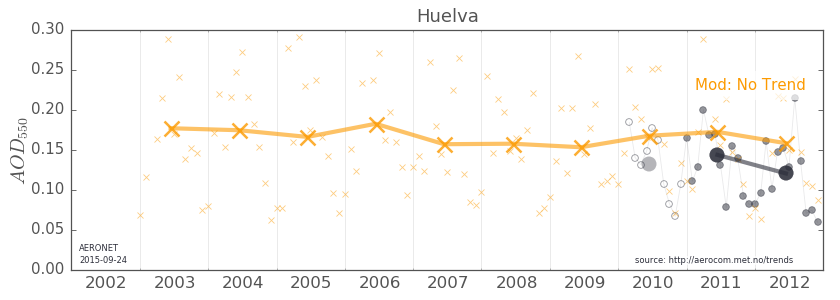 Huelva
0.30
0.25
0.20
0.15
0.10
0.05
0.00
AOD550
Mod: No Trend
AERONET
2015-09-24
source: http://aerocom.met.no/trends
2002 2003 2004 2005 2006 2007 2008 2009 2010 2011 2012